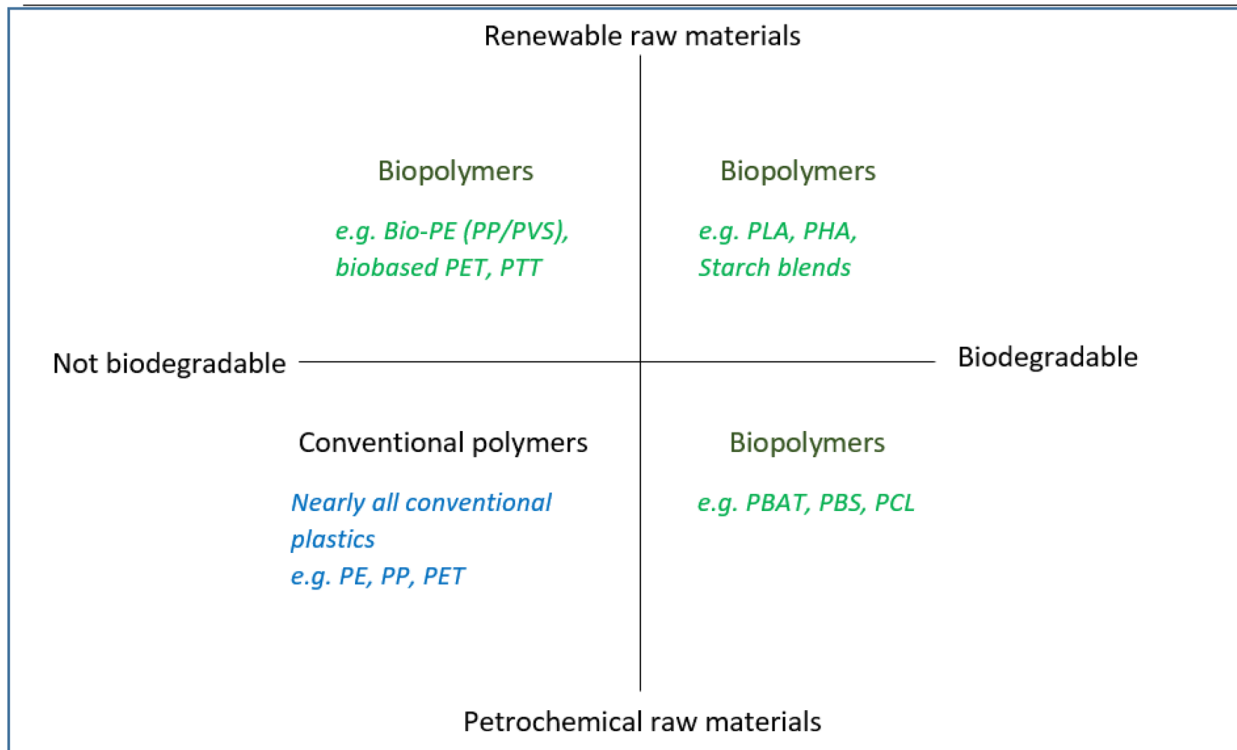 Renewable raw materials
Biopolymers
e.g. Bio-PE (PP/PVS),
biobased PET, PTT
Biopolymers
e.g. PLA, PHA,
Starch blends
Not biodegradable
Biodegradable
Conventional polymers
Nearly all conventional
plastics
e.g. PE, PP, PET
Biopolymers
e.g. PBAT, PBS, PCL
Petrochemical raw materials